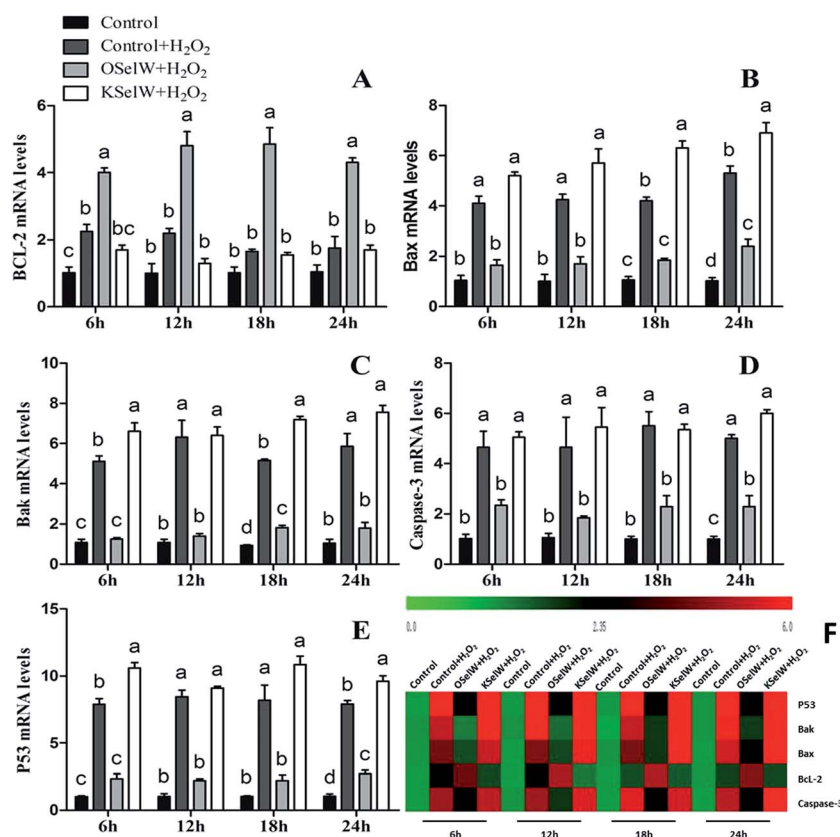 Control
Control+H₂O₂
OSelW+H₂O₂
KSelW+H₂O₂
A
BCL-2 mRNA levels
6
4
2
0
c b a bc
b b a b
b b a b
b b a b
6h 12h 18h 24h
B
Bax mRNA levels
8
6
4
2
0
b a b a
b a b a
c b c a
d b c a
6h 12h 18h 24h
C
Bak mRNA levels
10
8
6
4
2
0
c b c a
b a b a
d b c a
c a b a
6h 12h 18h 24h
D
Caspase-3 mRNA levels
8
6
4
2
0
b a b a
b a b a
b a b a
c a b a
6h 12h 18h 24h
E
P53 mRNA levels
15
10
5
0
c b c a
b a b a
b a b a
d b c a
6h 12h 18h 24h
F
0.0 2.35 6.0
Control Control+H₂O₂ OSelW+H₂O₂ KSelW+H₂O₂ Control Control+H₂O₂ OSelW+H₂O₂ KSelW+H₂O₂ Control Control+H₂O₂ OSelW+H₂O₂ KSelW+H₂O₂ Control Control+H₂O₂ OSelW+H₂O₂ KSelW+H₂O₂
P53
Bak
Bax
BcL-2
Caspase-3
6h 12h 18h 24h